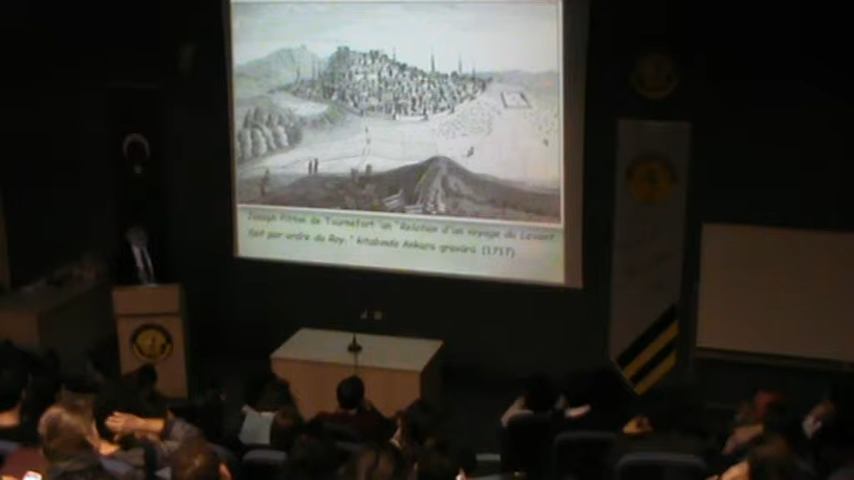 Joseph Pitton de Tournefort 'un "Relation d'un voyage du Levant
fait par ordre du Roy." kitabında Ankara gravürü (1717)